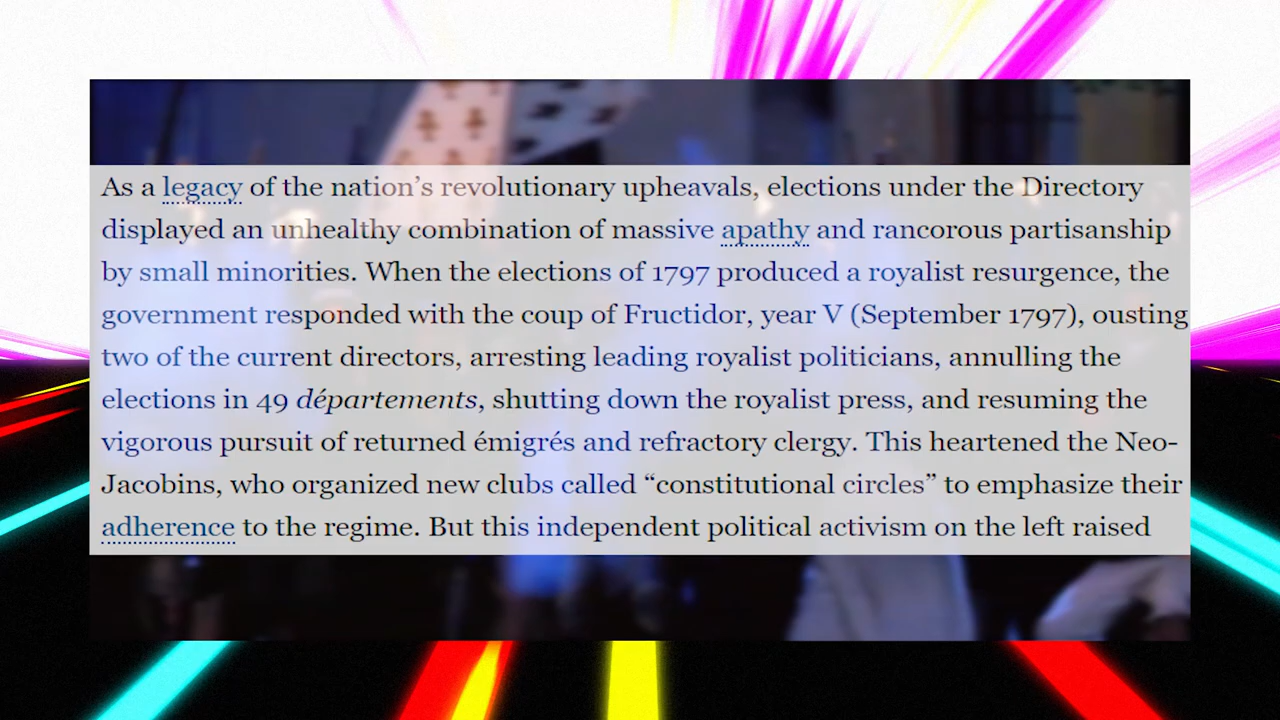 As a legacy of the nation’s revolutionary upheavals, elections under the Directory
displayed an unhealthy combination of massive apathy and rancorous partisanship
by small minorities. When the elections of 1797 produced a royalist resurgence, the
government responded with the coup of Fructidor, year V (September 1797), ousting
two of the current directors, arresting leading royalist politicians, annulling the
elections in 49 départements, shutting down the royalist press, and resuming the
vigorous pursuit of returned émigrés and refractory clergy. This heartened the Neo-
Jacobins, who organized new clubs called “constitutional circles” to emphasize their
adherence to the regime. But this independent political activism on the left raised